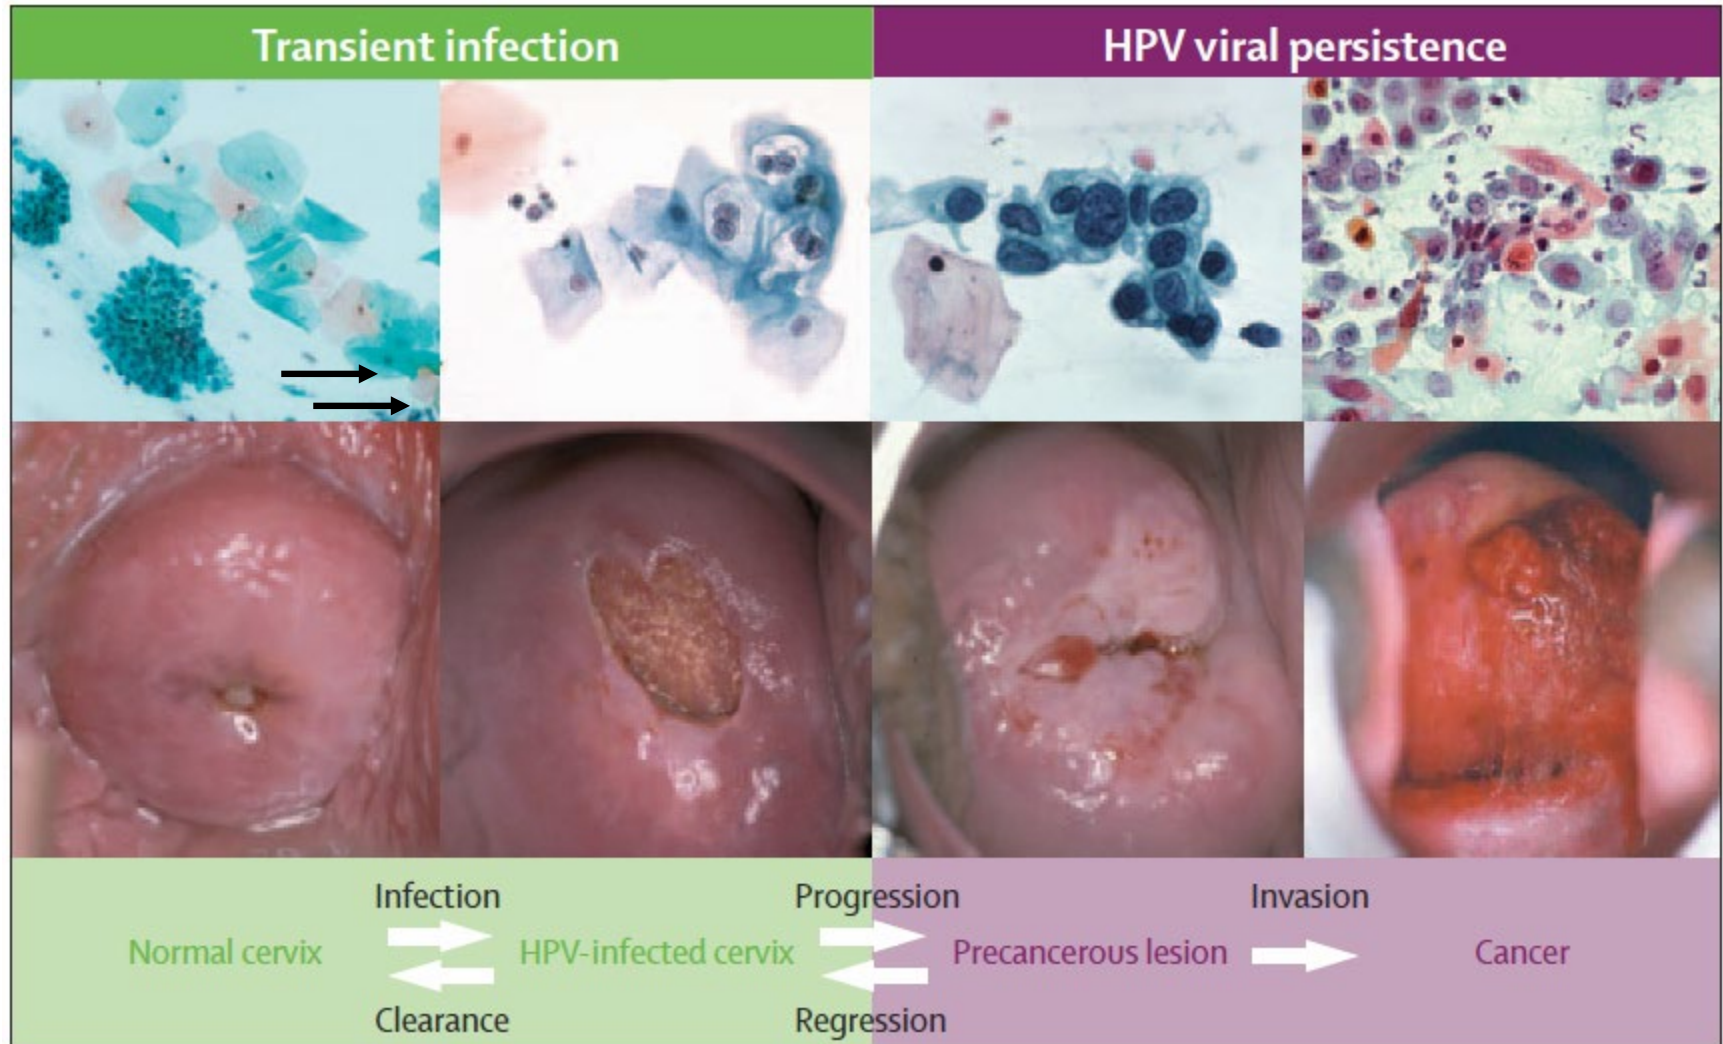 Transient infection
HPV viral persistence
Infection
Progression
Invasion
Normal cervix
HPV-infected cervix
Precancerous lesion
Cancer
Clearance
Regression